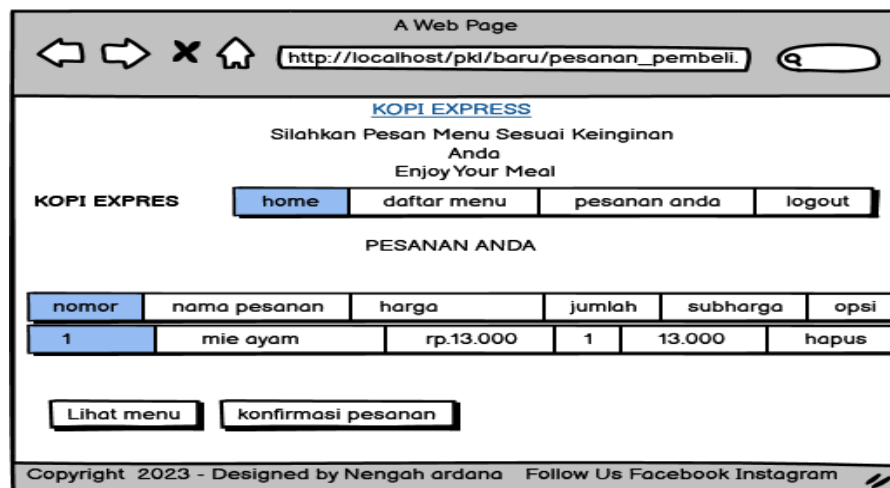 A Web Page
http://localhost/pkl/baru/pesanan_pembeli.
KOPI EXPRESS
Silahkan Pesan Menu Sesuai Keinginan
Anda
Enjoy Your Meal
KOPI EXPRES home daftar menu pesanan anda logout
PESANAN ANDA
nomor nama pesanan harga jumlah subharga opsi
1 mie ayam rp.13.000 1 13.000 hapus
Lihat menu konfirmasi pesanan
Copyright 2023 - Designed by Nengah ardana Follow Us Facebook Instagram